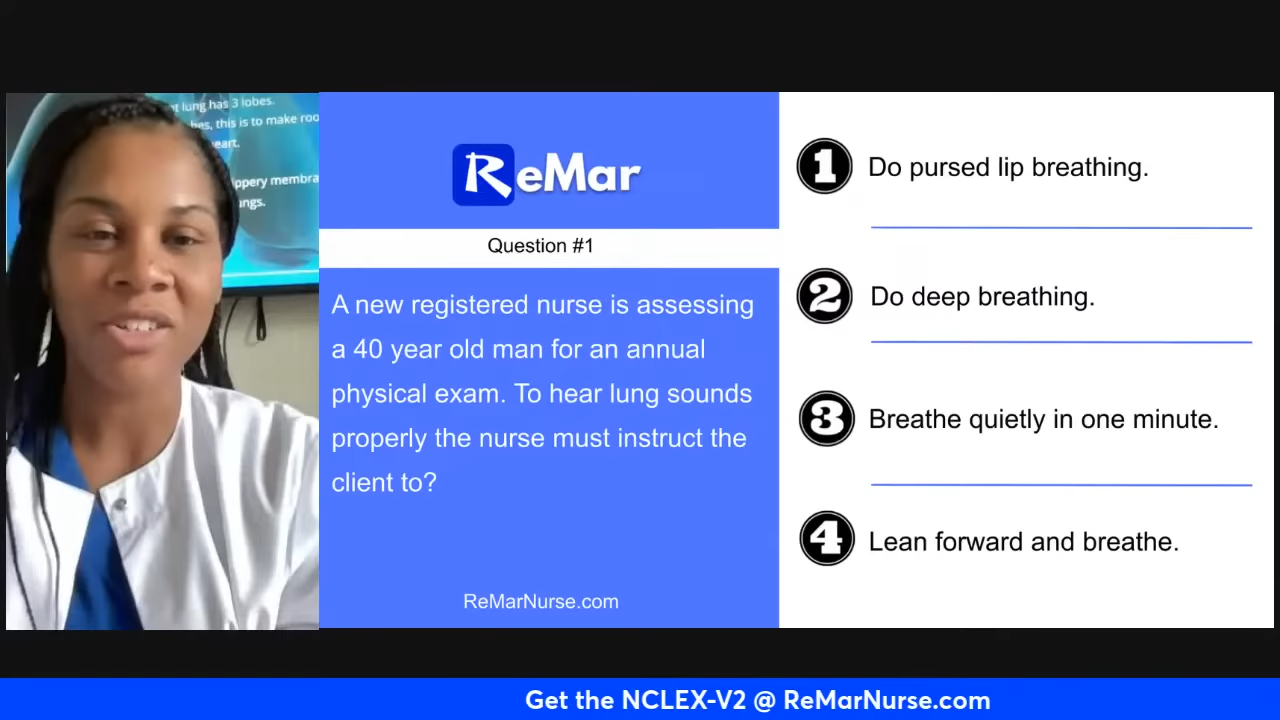 t lung has 3 lobes.
bes, this is to make roo
eart.
ppery membra
ungs.
ReMar
Question #1
A new registered nurse is assessing
a 40 year old man for an annual
physical exam. To hear lung sounds
properly the nurse must instruct the
client to?
ReMarNurse.com
1 Do pursed lip breathing.
2 Do deep breathing.
3 Breathe quietly in one minute.
4 Lean forward and breathe.
Get the NCLEX-V2 @ ReMarNurse.com